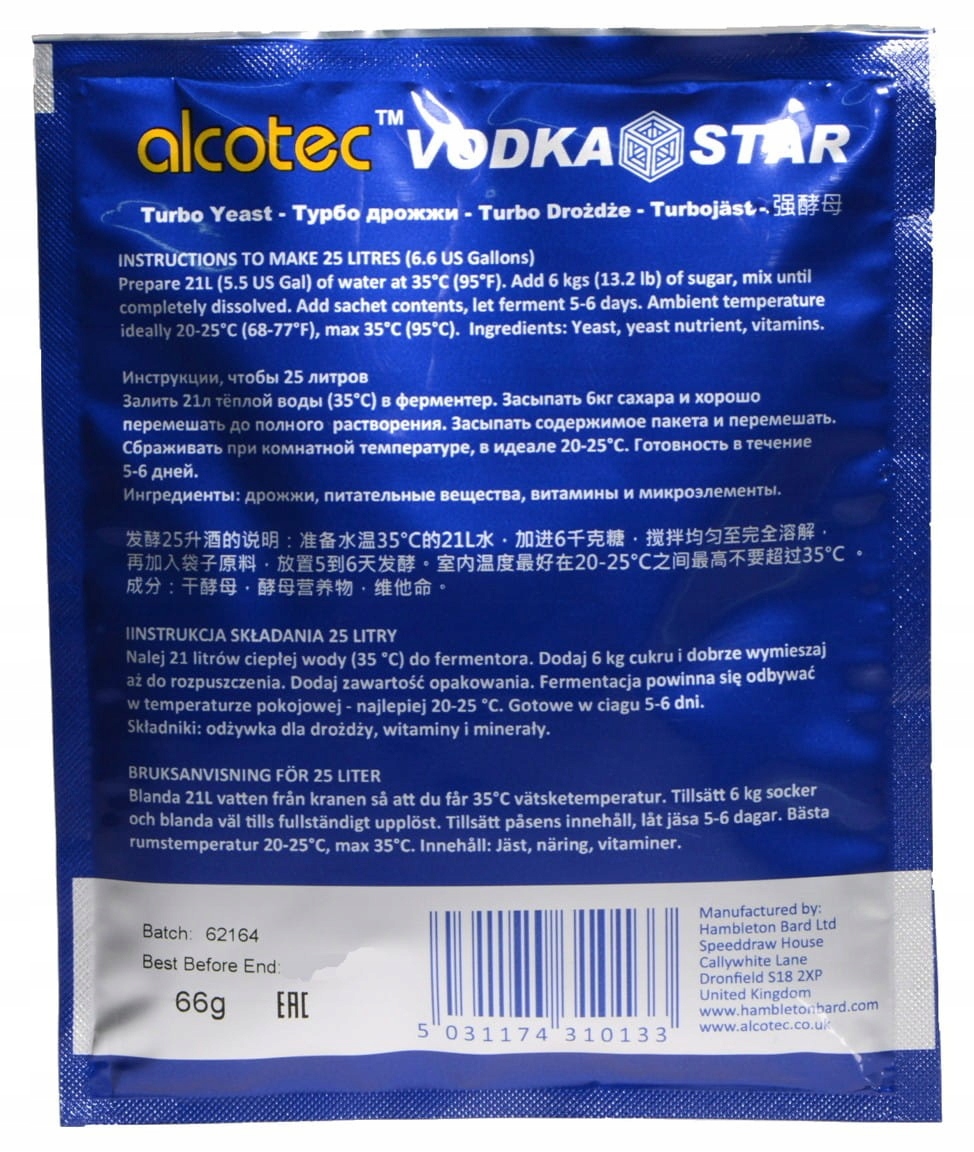 alcotec™ VODKA STAR
Turbo Yeast - Турбо дрожжи - Turbo Drożdże - Turbojäst - 强酵母
INSTRUCTIONS TO MAKE 25 LITRES (6.6 US Gallons)
Prepare 21L (5.5 US Gal) of water at 35°C (95°F). Add 6 kgs (13.2 lb) of sugar, mix until
completely dissolved. Add sachet contents, let ferment 5-6 days. Ambient temperature
ideally 20-25°C (68-77°F), max 35°C (95°C). Ingredients: Yeast, yeast nutrient, vitamins.
Инструкции, чтобы 25 литров
Залить 21л тёплой воды (35°C) в ферментер. Засыпать 6кг сахара и хорошо
перемешать до полного растворения. Засыпать содержимое пакета и перемешать.
Сбраживать при комнатной температуре, в идеале 20-25°C. Готовность в течение
5-6 дней.
Ингредиенты: дрожжи, питательные вещества, витамины и микроэлементы.
发酵25升酒的说明：准备水温35°C的21L水，加进6千克糖，搅拌均匀至完全溶解，
再加入袋子原料，放置5到6天发酵。室内温度最好在20-25°C之间最高不要超过35°C。
成分：干酵母，酵母营养物，维他命。
IINSTRUKCJA SKŁADANIA 25 LITRY
Nalej 21 litrów ciepłej wody (35 °C) do fermentora. Dodaj 6 kg cukru i dobrze wymieszaj
aż do rozpuszczenia. Dodaj zawartość opakowania. Fermentacja powinna się odbywać
w temperaturze pokojowej - najlepiej 20-25 °C. Gotowe w ciagu 5-6 dni.
Składniki: odżywka dla drożdży, witaminy i minerały.
BRUKSANVISNING FÖR 25 LITER
Blanda 21L vatten från kranen så att du får 35°C vätsketemperatur. Tillsätt 6 kg socker
och blanda väl tills fullständigt upplöst. Tillsätt påsens innehåll, låt jäsa 5-6 dagar. Bästa
rumstemperatur 20-25°C, max 35°C. Innehåll: Jäst, näring, vitaminer.
Batch: 62164
Best Before End:
66g EAC
5 031174 310133
Manufactured by:
Hambleton Bard Ltd
Speeddraw House
Callywhite Lane
Dronfield S18 2XP
United Kingdom
www.hambletonbard.com
www.alcotec.co.uk